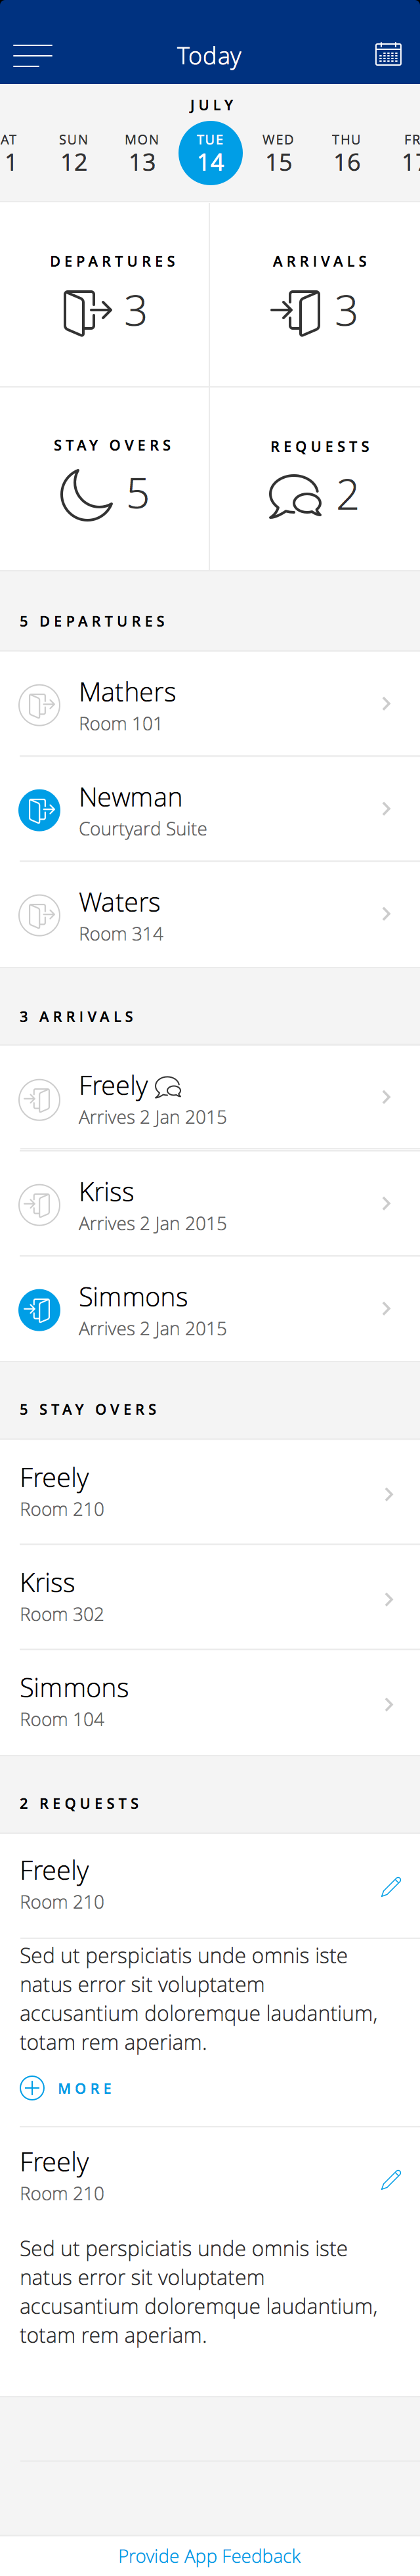 Today
JULY
AT SUN MON TUE WED THU FR
1 12 13 14 15 16 17
DEPARTURES ARRIVALS
3 3
STAY OVERS REQUESTS
5 2
5 DEPARTURES
Mathers
Room 101
Newman
Courtyard Suite
Waters
Room 314
3 ARRIVALS
Freely
Arrives 2 Jan 2015
Kriss
Arrives 2 Jan 2015
Simmons
Arrives 2 Jan 2015
5 STAY OVERS
Freely
Room 210
Kriss
Room 302
Simmons
Room 104
2 REQUESTS
Freely
Room 210
Sed ut perspiciatis unde omnis iste
natus error sit voluptatem
accusantium doloremque laudantium,
totam rem aperiam.
MORE
Freely
Room 210
Sed ut perspiciatis unde omnis iste
natus error sit voluptatem
accusantium doloremque laudantium,
totam rem aperiam.
Provide App Feedback